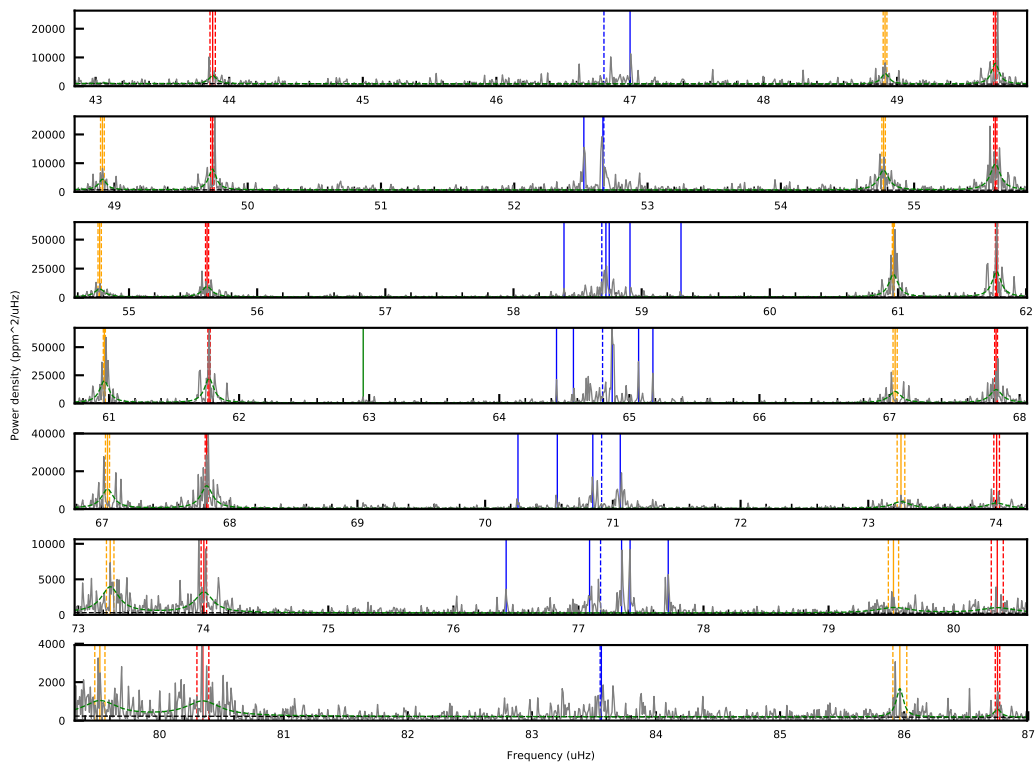 20000
10000
0
43 44 45 46 47 48 49
20000
10000
0
49 50 51 52 53 54 55
50000
25000
0
55 56 57 58 59 60 61 62
50000
25000
0
61 62 63 64 65 66 67 68
Power density (ppm^2/uHz)
40000
20000
0
67 68 69 70 71 72 73 74
10000
5000
0
73 74 75 76 77 78 79 80
4000
2000
0
80 81 82 83 84 85 86 87
Frequency (uHz)